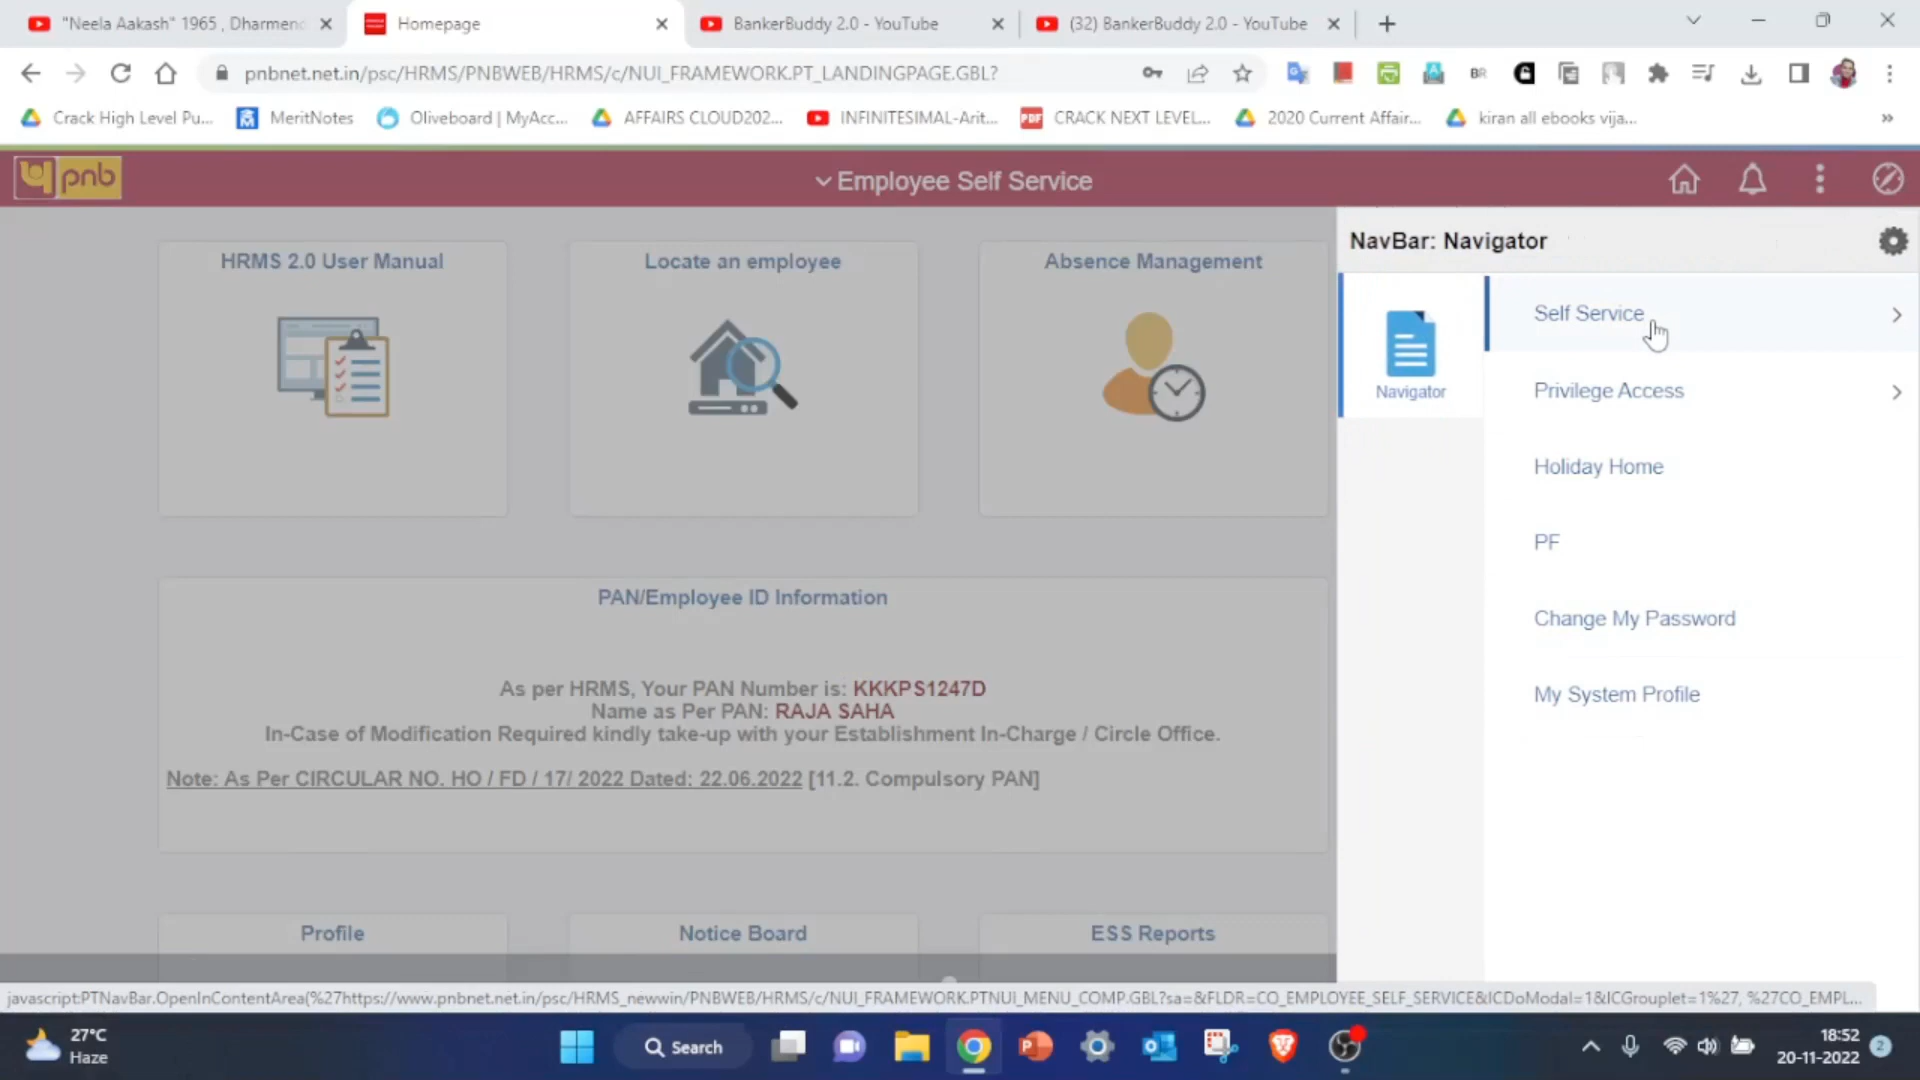 "Neela Aakash" 1965 , Dharmend
Homepage
BankerBuddy 2.0 - YouTube
(32) BankerBuddy 2.0 - YouTube
pnbnet.net.in/psc/HRMS/PNBWEB/HRMS/c/NUI_FRAMEWORK.PT_LANDINGPAGE.GBL?
BR
Crack High Level Pu...
MeritNotes
Oliveboard | MyAcc...
AFFAIRS CLOUD202...
INFINITESIMAL-Arit...
PDF
CRACK NEXT LEVEL...
2020 Current Affair...
kiran all ebooks vija...
»
pnb
Employee Self Service
NavBar: Navigator
HRMS 2.0 User Manual
Locate an employee
Absence Management
Navigator
Self Service
Privilege Access
Holiday Home
PF
Change My Password
My System Profile
PAN/Employee ID Information
As per HRMS, Your PAN Number is: KKKPS1247D
Name as Per PAN: RAJA SAHA
In-Case of Modification Required kindly take-up with your Establishment In-Charge / Circle Office.
Note: As Per CIRCULAR NO. HO / FD / 17/ 2022 Dated: 22.06.2022 [11.2. Compulsory PAN]
Profile
Notice Board
ESS Reports
javascript:PTNavBar.OpenInContentArea(%27https://www.pnbnet.net.in/psc/HRMS_newwin/PNBWEB/HRMS/c/NUI_FRAMEWORK.PTNUI_MENU_COMP.GBL?sa=&FLDR=CO_EMPLOYEE_SELF_SERVICE&ICDoModal=1&ICGrouplet=1%27, %27CO_EMPL...
27°C
Haze
Search
18:52
20-11-2022
2